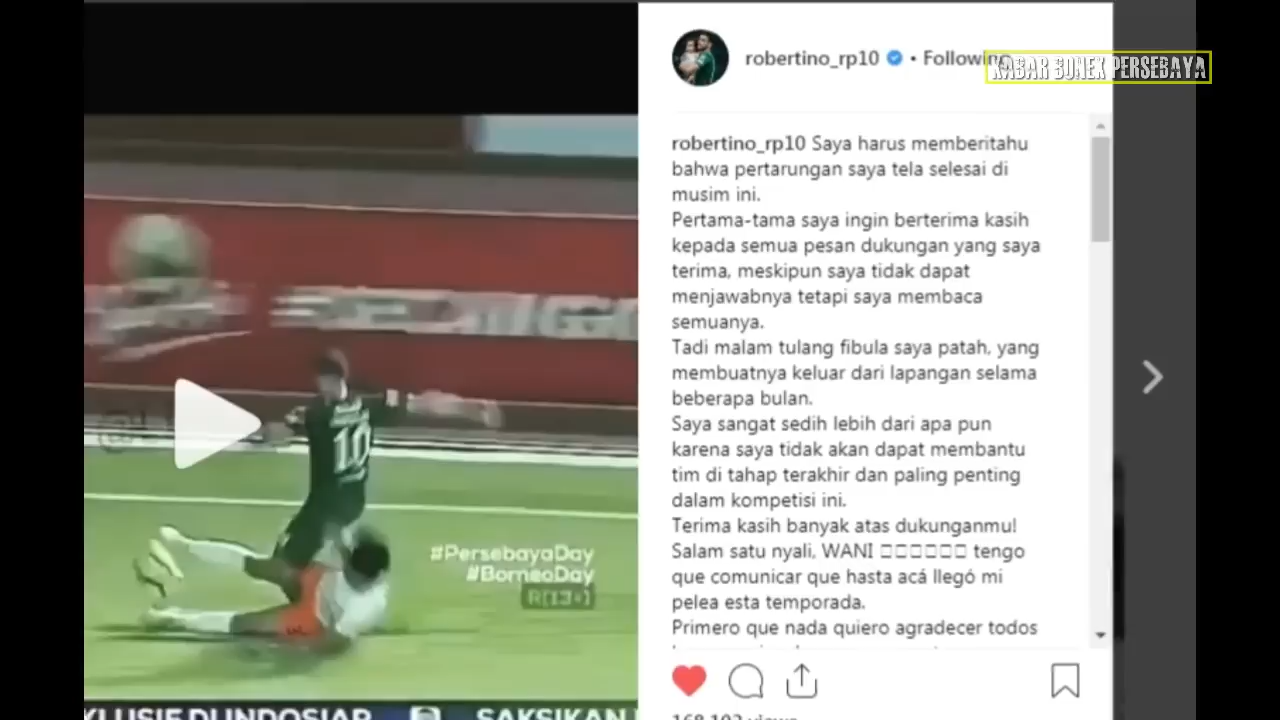 robertino_rp10 • Following
KABAR BONEK PERSEBAYA
robertino_rp10 Saya harus memberitahu
bahwa pertarungan saya tela selesai di
musim ini.
Pertama-tama saya ingin berterima kasih
kepada semua pesan dukungan yang saya
terima, meskipun saya tidak dapat
menjawabnya tetapi saya membaca
semuanya.
Tadi malam tulang fibula saya patah, yang
membuatnya keluar dari lapangan selama
beberapa bulan.
Saya sangat sedih lebih dari apa pun
karena saya tidak akan dapat membantu
tim di tahap terakhir dan paling penting
dalam kompetisi ini.
Terima kasih banyak atas dukunganmu!
Salam satu nyali, WANI □□□□□□ tengo
que comunicar que hasta acá llegó mi
pelea esta temporada.
Primero que nada quiero agradecer todos
10
#PersebayaDay
#BorneoDay
R(13+)
DI INDOSIAR
SAKSIKAN
views